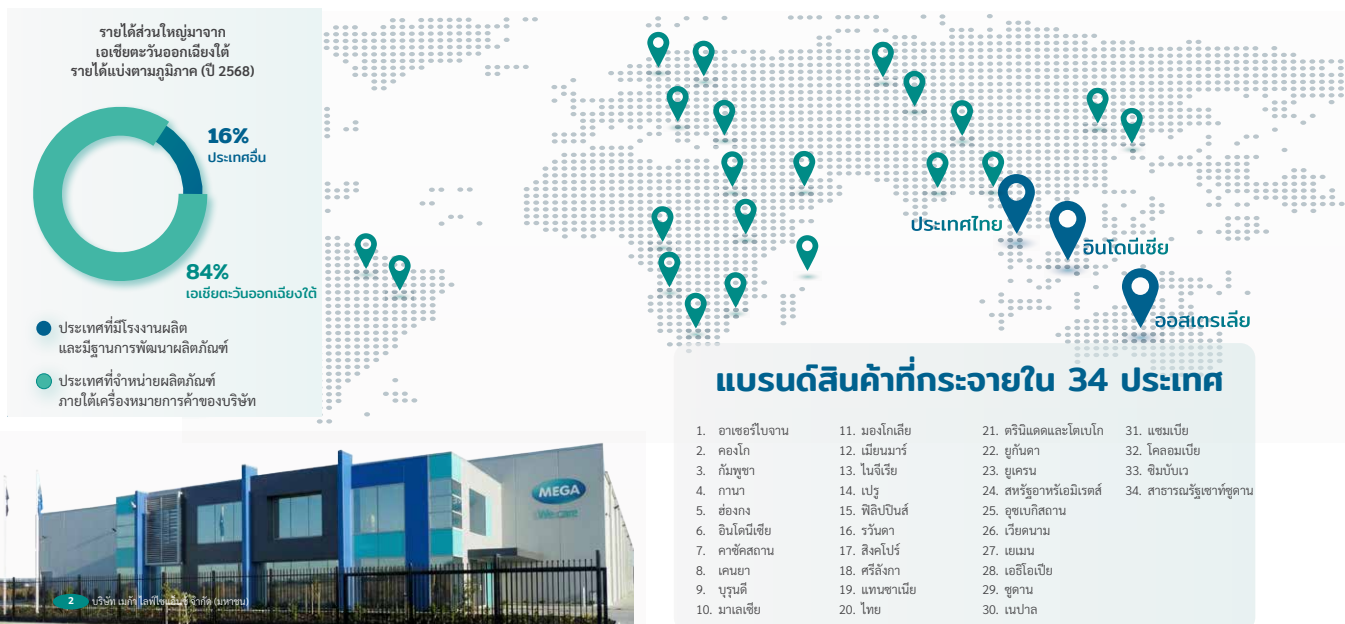 รายได้ส่วนใหญ่มาจาก
เอเชียตะวันออกเฉียงใต้
รายได้แบ่งตามภูมิภาค (ปี 2568)
16%
ประเทศอื่น
84%
เอเชียตะวันออกเฉียงใต้
ประเทศที่มีโรงงานผลิต
และมีฐานการพัฒนาผลิตภัณฑ์
ประเทศที่จำหน่ายผลิตภัณฑ์
ภายใต้เครื่องหมายการค้าของบริษัท
ประเทศไทย
อินโดนีเซีย
ออสเตรเลีย
แบรนด์สินค้าที่กระจายใน 34 ประเทศ
1. อาเซอร์ไบจาน
2. คองโก
3. กัมพูชา
4. กานา
5. ฮ่องกง
6. อินโดนีเซีย
7. คาซัคสถาน
8. เคนยา
9. บุรุนดี
10. มาเลเซีย
11. มองโกเลีย
12. เมียนมาร์
13. ไนจีเรีย
14. เปรู
15. ฟิลิปปินส์
16. รวันดา
17. สิงคโปร์
18. ศรีลังกา
19. แทนซาเนีย
20. ไทย
21. ตรินิแดดและโตเบโก
22. ยูกันดา
23. ยูเครน
24. สหรัฐอาหรัเอมิเรตส์
25. อุซเบกิสถาน
26. เวียดนาม
27. เยเมน
28. เอธิโอเปีย
29. ซูดาน
30. เนปาล
31. แซมเบีย
32. โคลอมเบีย
33. ซิมบับเว
34. สาธารณรัฐเซาท์ซูดาน
MEGA
We care
2 บริษัท เมก้า ไลฟ์ไซแอ็นซ์ จำกัด (มหาชน)